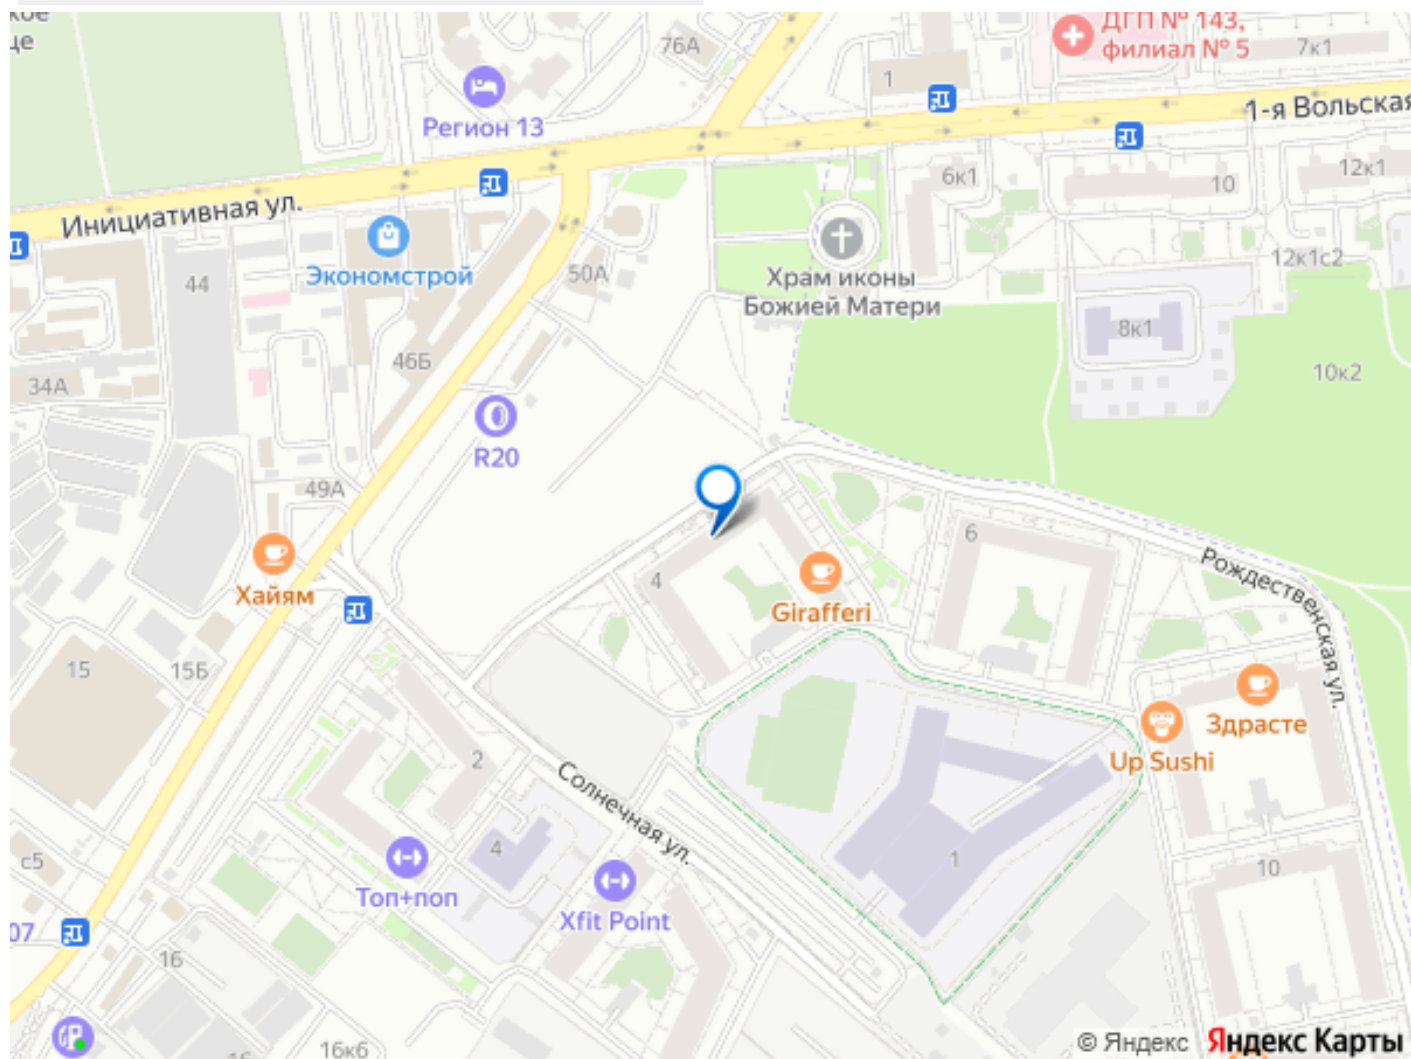 ДГП № 143,
филиал № 5
7к1
76А
1
Регион 13
1-я Вольская
Инициативная ул.
6к1
10
12к1
Экономстрой
44
50А
Храм иконы
Божией Матери
12к1с2
8к1
10к2
46Б
34А
R20
49А
Хайям
4
6
Girafferi
Рождественская ул.
15
15Б
Здрасте
Up Sushi
2
Солнечная ул.
4
1
10
с5
Топ+поп
Xfit Point
07
16
16к6
© Яндекс Яндекс Карты